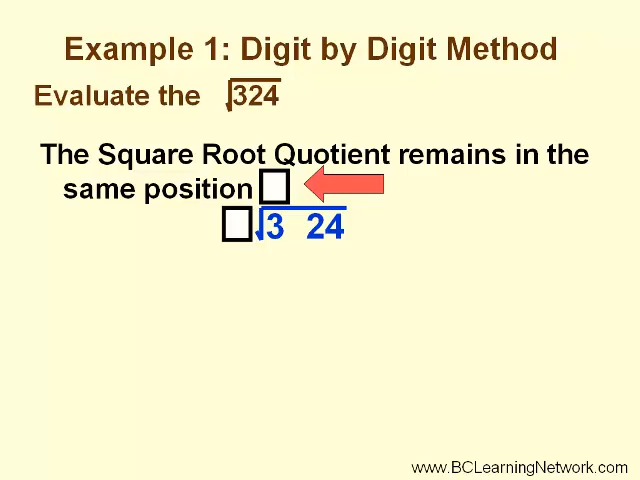 Example 1: Digit by Digit Method
Evaluate the √324
The Square Root Quotient remains in the
same position
√3 24
www.BCLearningNetwork.com